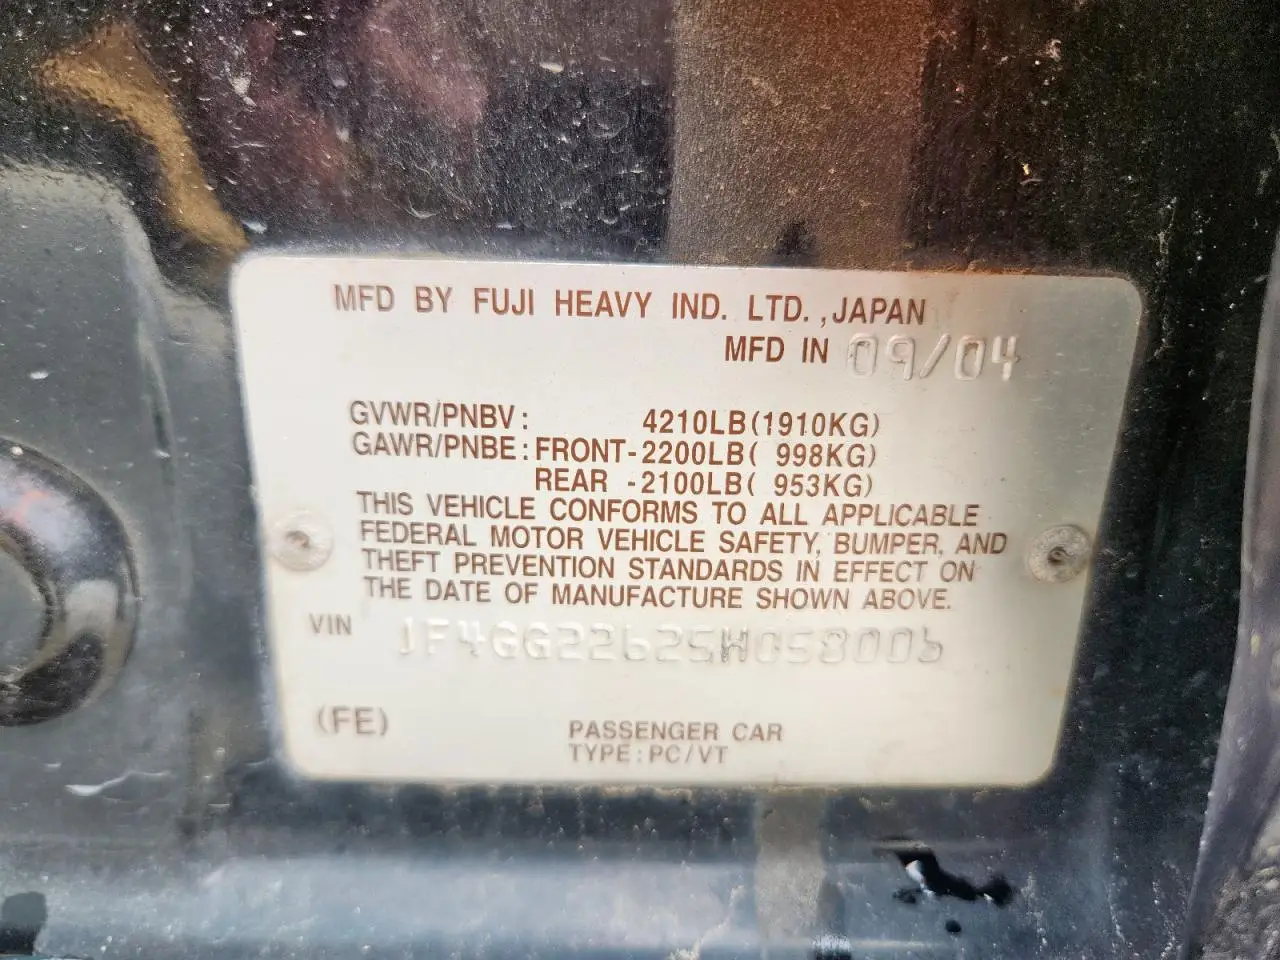 MFD BY FUJI HEAVY IND. LTD. ,JAPAN
MFD IN 09/04
GVWR/PNBV: 4210LB(1910KG)
GAWR/PNBE:FRONT-2200LB( 998KG)
REAR -2100LB( 953KG)
THIS VEHICLE CONFORMS TO ALL APPLICABLE
FEDERAL MOTOR VEHICLE SAFETY, BUMPER, AND
THEFT PREVENTION STANDARDS IN EFFECT ON
THE DATE OF MANUFACTURE SHOWN ABOVE.
VIN JF4GG22625H058006
(FE) PASSENGER CAR
TYPE:PC/VT